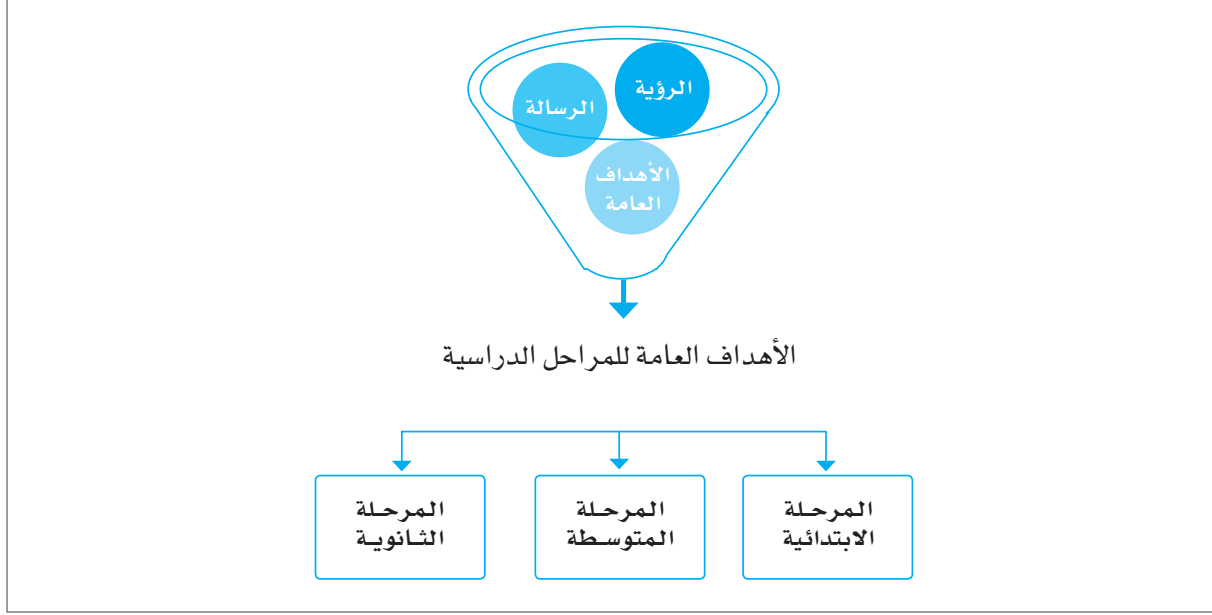 الرؤية
الرسالة
الأهداف
العامة
الأهداف العامة للمراحل الدراسية
المرحلة
الابتدائية
المرحلة
المتوسطة
المرحلة
الثانوية